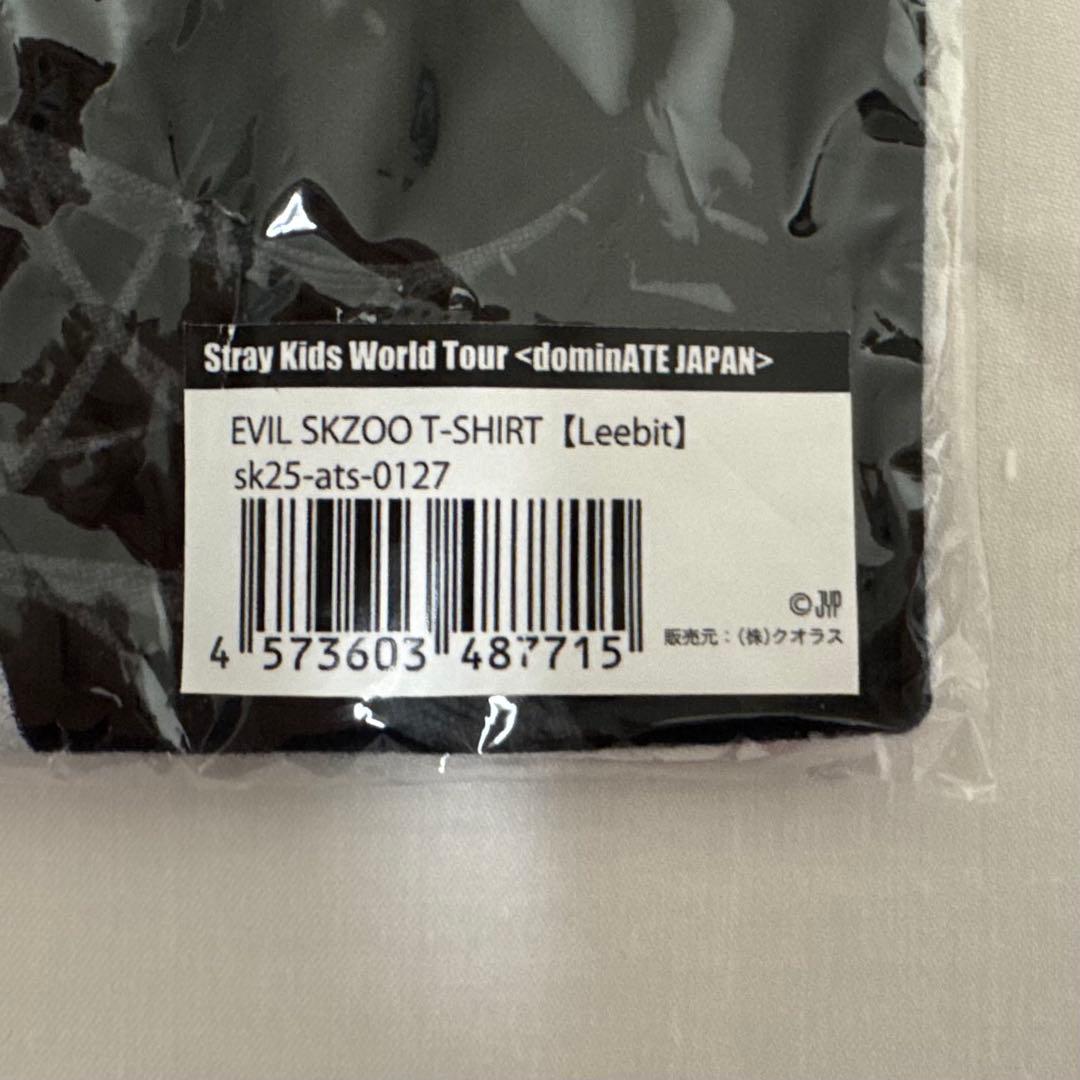 Stray Kids World Tour <dominATE JAPAN>
EVIL SKZOO T-SHIRT【Leebit】
sk25-ats-0127
4 573603 487715
©JYP
販売元：（株）クオラス